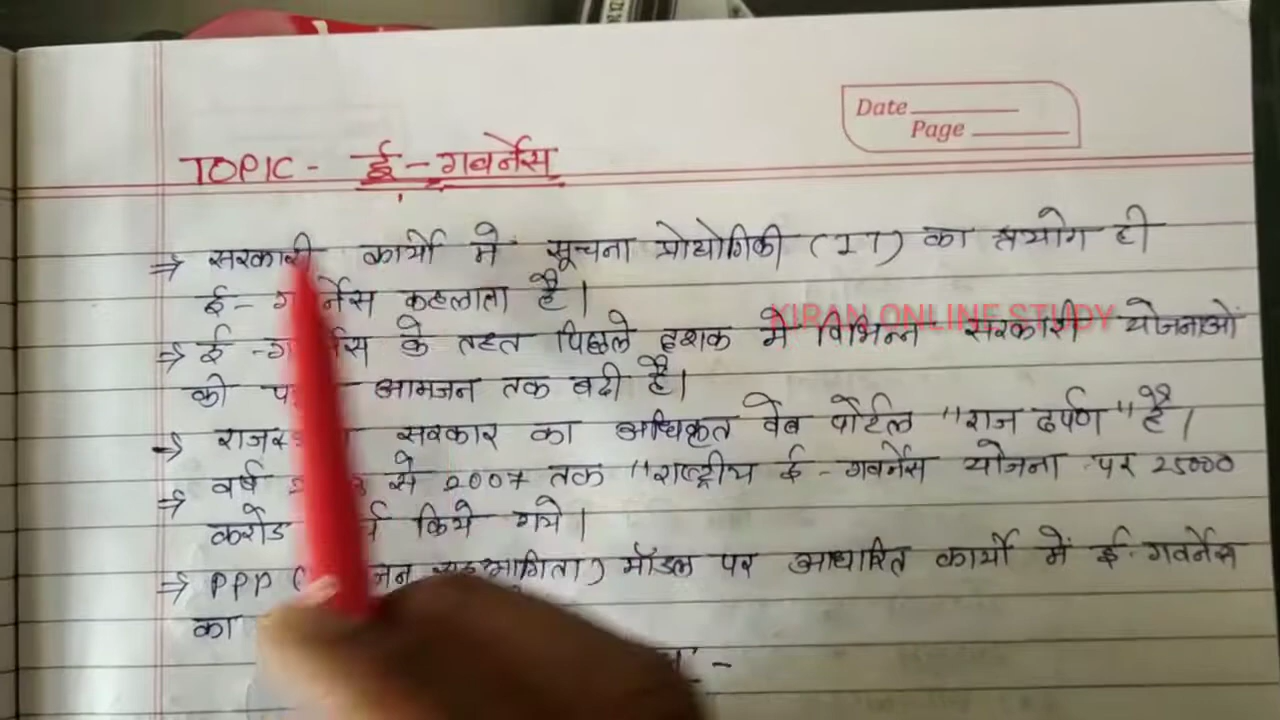 Date
Page
TOPIC - ई-गवर्नेस
⇒ सरकारी कार्यो मे सूचना प्रोयोगिकी (IT) का प्रयोग ही
ई- कहलाता है।
KIRAN ONLINE STUDY
⇒ ई - के तहत पिछले दशक मे विभिन्न सरकारी योजनाओं
की आमजन तक बढी है।
⇒ सरकार का अधिकृत वेब पोर्टल "राज दर्पण" है।
⇒ वर्ष से 2007 तक "राष्ट्रीय ई-गवर्नेस योजना पर 25000
करोड किये गये।
⇒ PPP ( मॉडल पर आधारित कार्यो में ई-गवर्नेस
का